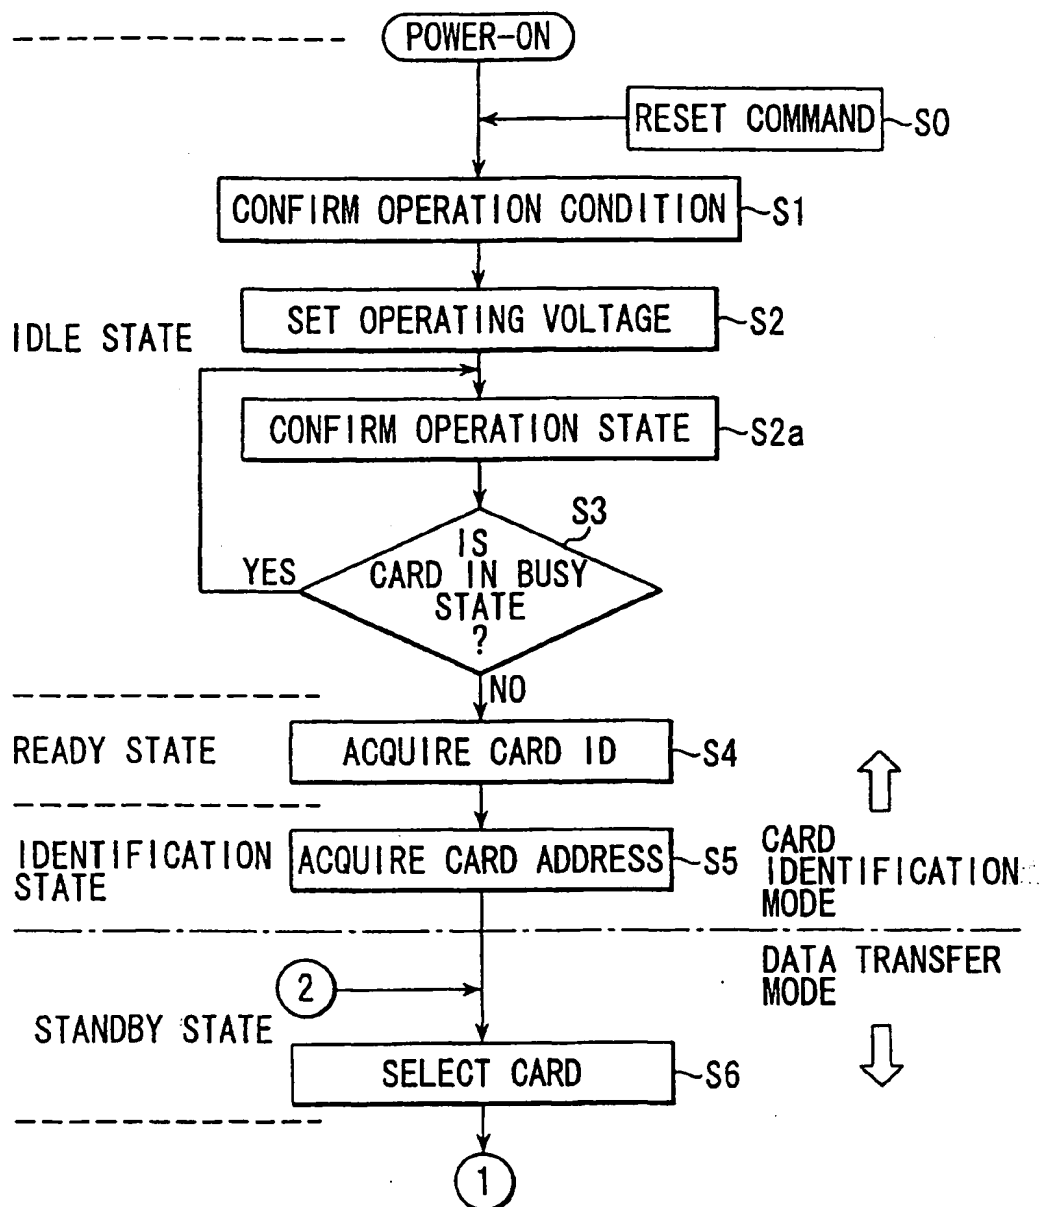 POWER-ON
RESET COMMAND
S0
CONFIRM OPERATION CONDITION
S1
SET OPERATING VOLTAGE
S2
IDLE STATE
CONFIRM OPERATION STATE
S2a
S3
IS
CARD IN BUSY
STATE
?
YES
NO
READY STATE
ACQUIRE CARD ID
S4
IDENTIFICATION
STATE
ACQUIRE CARD ADDRESS
S5
CARD
IDENTIFICATION
MODE
DATA TRANSFER
MODE
2
STANDBY STATE
SELECT CARD
S6
1